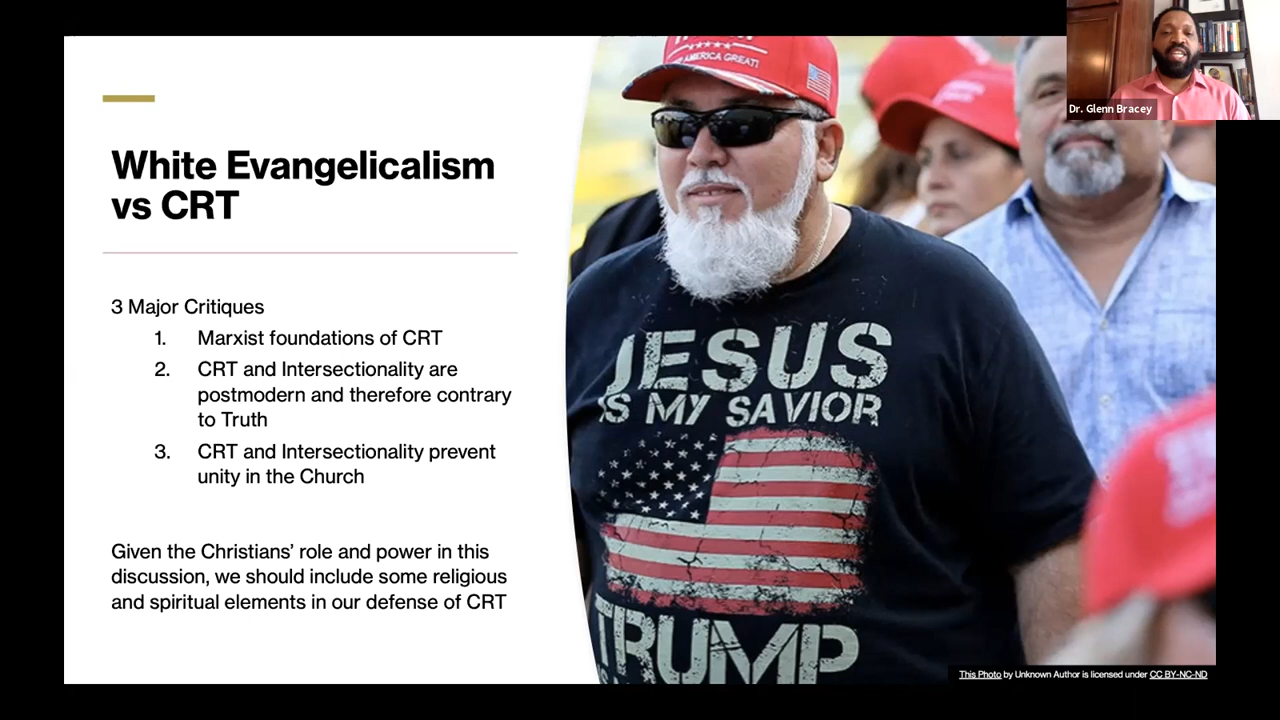 White Evangelicalism
vs CRT
3 Major Critiques
1. Marxist foundations of CRT
2. CRT and Intersectionality are
postmodern and therefore contrary
to Truth
3. CRT and Intersectionality prevent
unity in the Church
Given the Christians’ role and power in this
discussion, we should include some religious
and spiritual elements in our defense of CRT
AMERICA GREAT!
JESUS
IS MY SAVIOR
TRUMP
This Photo by Unknown Author is licensed under CC BY-NC-ND
Dr. Glenn Bracey